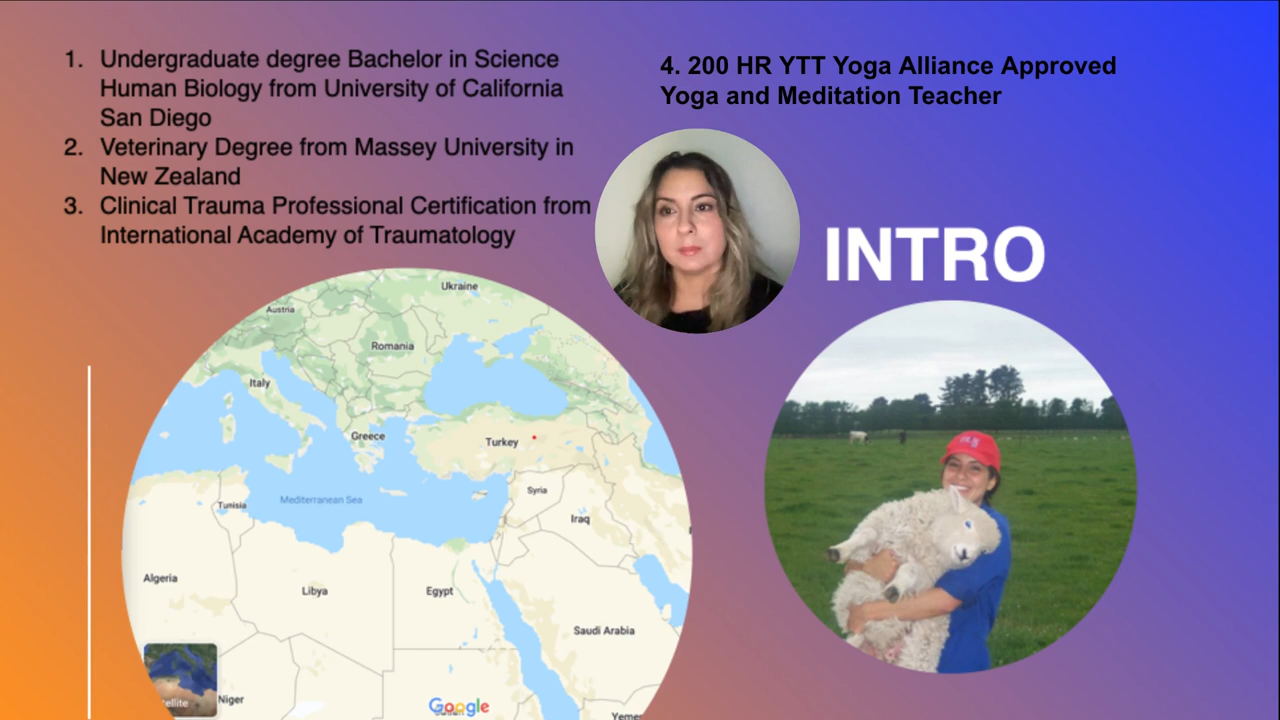 1. Undergraduate degree Bachelor in Science
Human Biology from University of California
San Diego
2. Veterinary Degree from Massey University in
New Zealand
3. Clinical Trauma Professional Certification from
International Academy of Traumatology
4. 200 HR YTT Yoga Alliance Approved
Yoga and Meditation Teacher
INTRO
Ukraine
Austria
Romania
Italy
Greece
Turkey
Tunisia
Mediterranean Sea
Syria
Iraq
Algeria
Libya
Egypt
Saudi Arabia
Niger
ellite
Google
Yemen